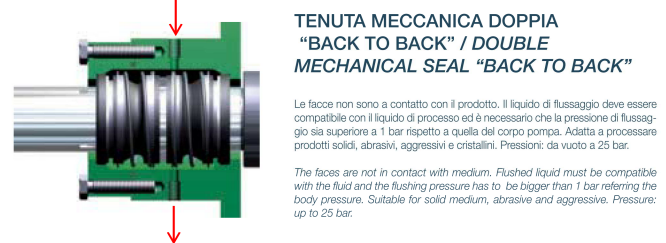 TENUTA MECCANICA DOPPIA
“BACK TO BACK” / DOUBLE
MECHANICAL SEAL “BACK TO BACK”
Le facce non sono a contatto con il prodotto. Il liquido di flussaggio deve essere
compatibile con il liquido di processo ed è necessario che la pressione di flussag-
gio sia superiore a 1 bar rispetto a quella del corpo pompa. Adatta a processare
prodotti solidi, abrasivi, aggressivi e cristallini. Pressioni: da vuoto a 25 bar.
The faces are not in contact with medium. Flushed liquid must be compatible
with the fluid and the flushing pressure has to be bigger than 1 bar referring the
body pressure. Suitable for solid medium, abrasive and aggressive. Pressure:
up to 25 bar.